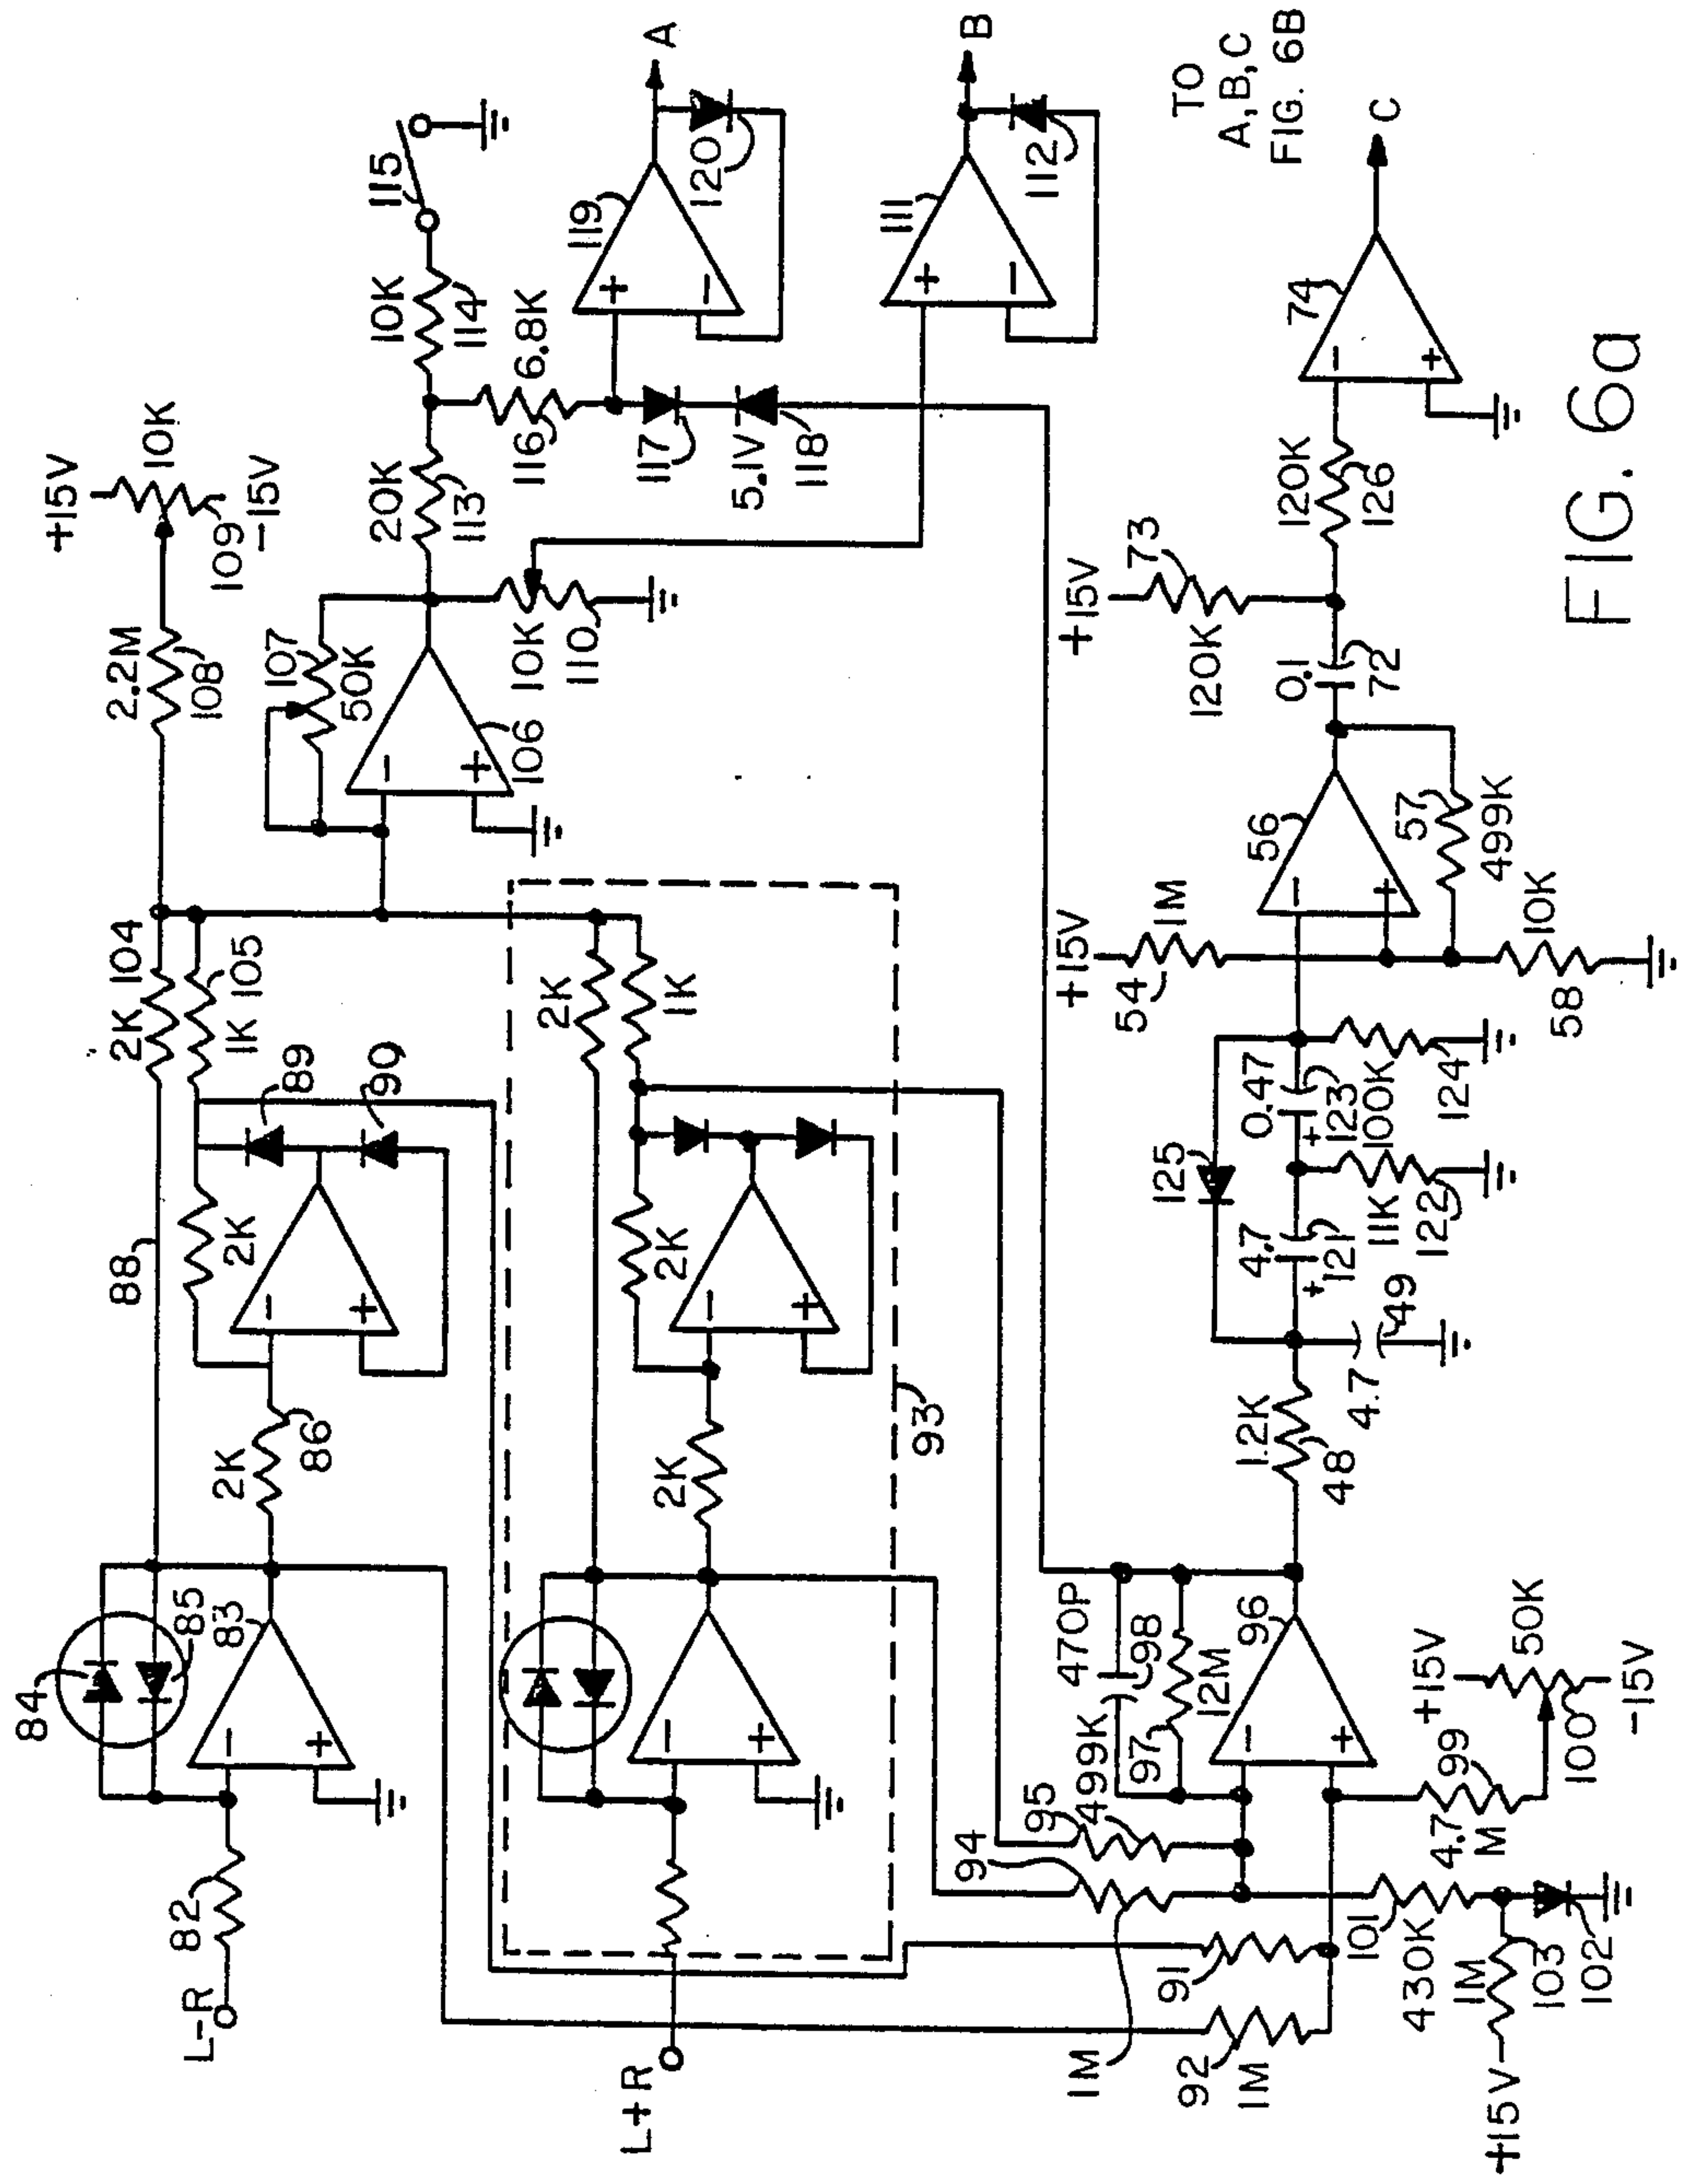 +15V
10K
109
-15V
2.2M
108
84
85
83
L-R
82
2K
86
88
2K
89
90
2K 104
1K 105
107
50K
106
20K
113
10K
114
115
10K
110
6.8K
116
117
5.1V
118
119
+
-
120
A
111
+
-
112
B
TO
A,B,C
FIG. 6B
L+R
2K
2K
2K
1K
93
94
95
499K
1M
91
92
1M
470P
98
97
12M
96
101
430K
1M
103
102
+15V
4.7
M
99
100
+15V
50K
-15V
1.2K
48
4.7
49
4.7
+
121
125
11K
122
0.47
+
123
100K
124
+15V
54
1M
56
57
499K
10K
58
0.1
72
+15V
73
120K
120K
126
74
C
FIG. 6a